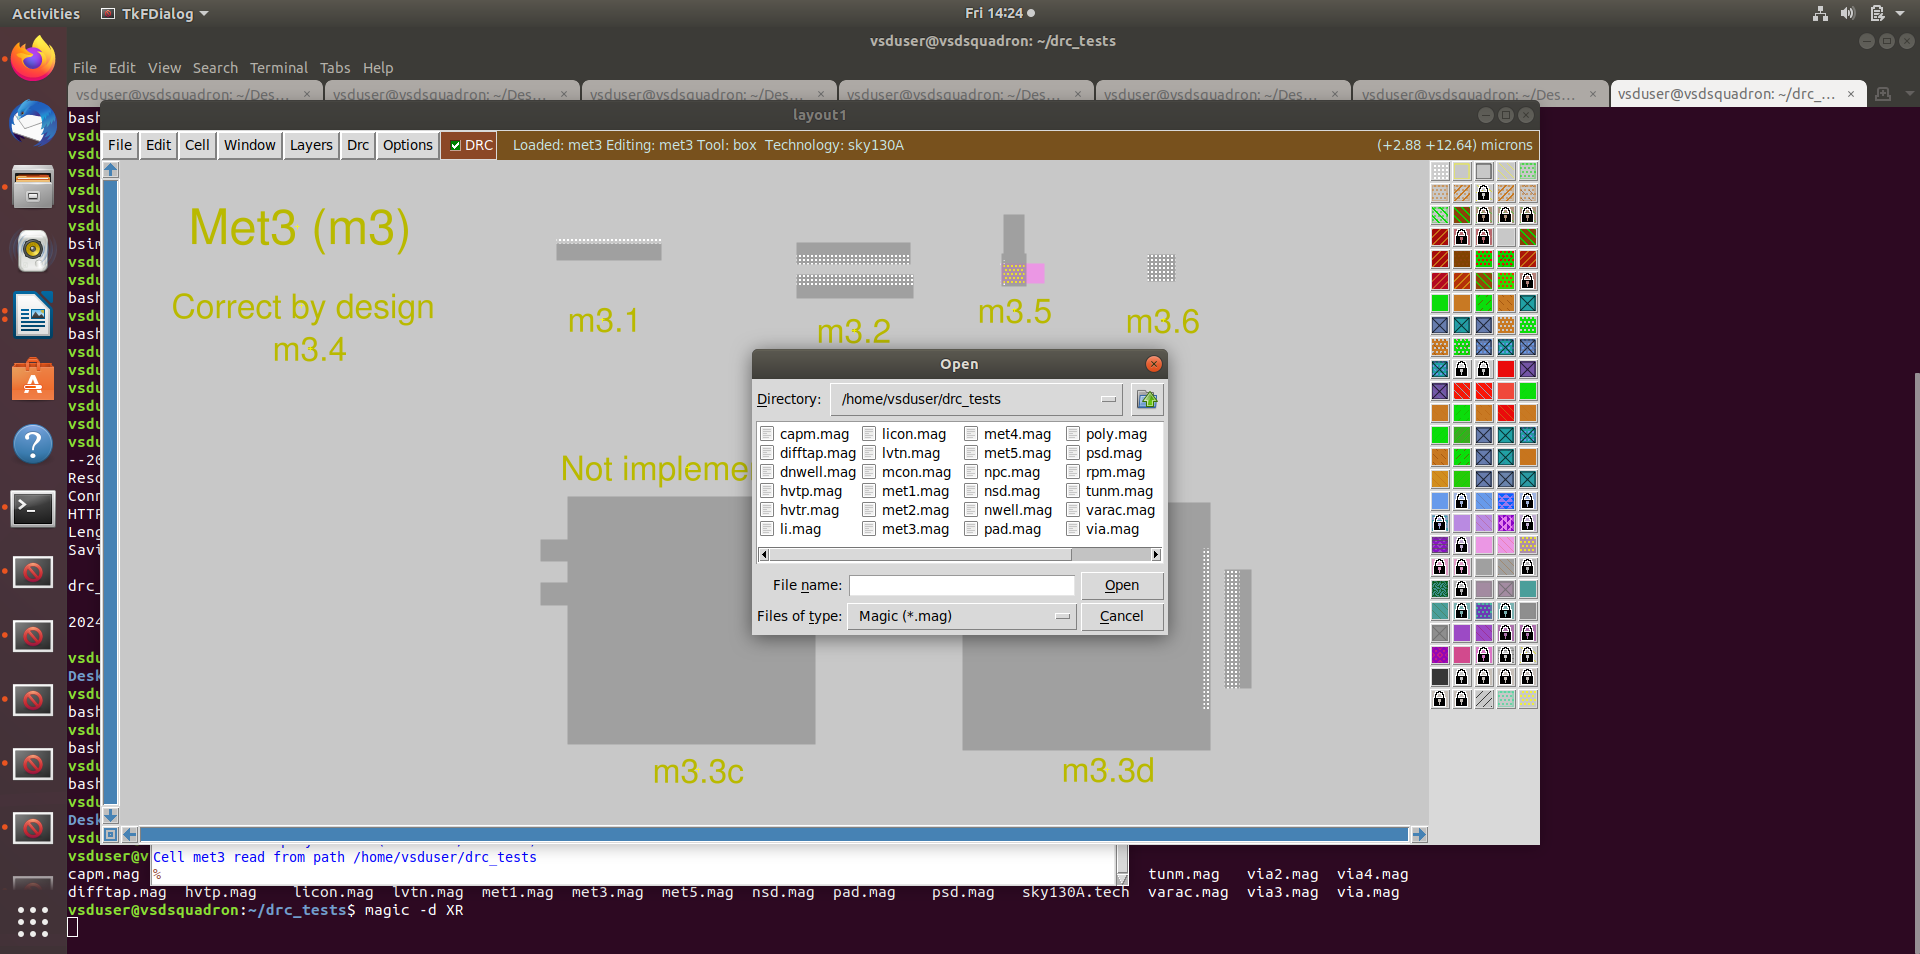 Activities TkFDialog Fri 14:24
vsduser@vsdsquadron: ~/drc_tests
File Edit View Search Terminal Tabs Help
vsduser@vsdsquadron: ~/Des... × vsduser@vsdsquadron: ~/Des... × vsduser@vsdsquadron: ~/Des... × vsduser@vsdsquadron: ~/Des... × vsduser@vsdsquadron: ~/Des... × vsduser@vsdsquadron: ~/Des... × vsduser@vsdsquadron: ~/drc_... ×
layout1
File Edit Cell Window Layers Drc Options DRC Loaded: met3 Editing: met3 Tool: box Technology: sky130A (+2.88 +12.64) microns
Met3 (m3)
Correct by design
m3.4
m3.1
m3.2
m3.5
m3.6
Not impleme
m3.3c
m3.3d
Open
Directory: /home/vsduser/drc_tests
capm.mag licon.mag met4.mag poly.mag
difftap.mag lvtn.mag met5.mag psd.mag
dnwell.mag mcon.mag npc.mag rpm.mag
hvtp.mag met1.mag nsd.mag tunm.mag
hvtr.mag met2.mag nwell.mag varac.mag
li.mag met3.mag pad.mag via.mag
File name: Open
Files of type: Magic (*.mag) Cancel
bash
vsdu
vsdu
bash
vsdu
vsdu
vsdu
bsim
vsdu
vsdu
bash
vsdu
bash
vsdu
vsdu
vsdu
vsdu
vsdu
vsdu
--20
Reso
Conn
HTTP
Leng
Savi
drc_
2024
vsdu
Desk
vsdu
bash
vsdu
bash
vsdu
bash
vsdu
Desk
vsdu
vsduser@v
Cell met3 read from path /home/vsduser/drc_tests
%
capm.mag tunm.mag via2.mag via4.mag
difftap.mag hvtp.mag licon.mag lvtn.mag met1.mag met3.mag met5.mag nsd.mag pad.mag psd.mag sky130A.tech varac.mag via3.mag via.mag
vsduser@vsdsquadron:~/drc_tests$ magic -d XR